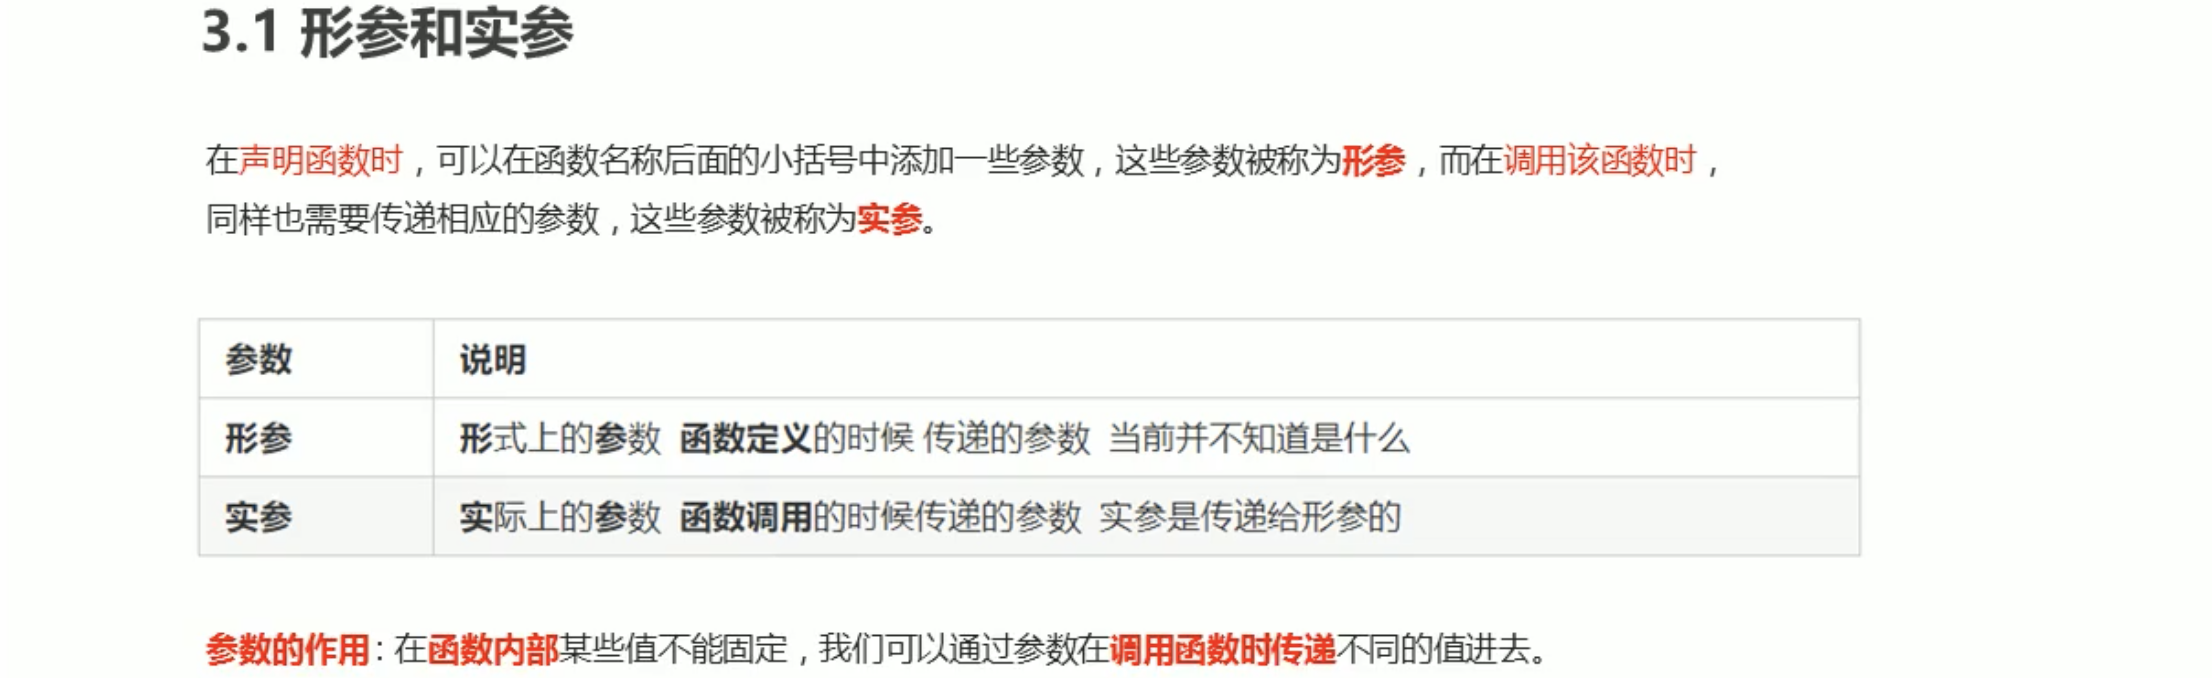 3.1 形参和实参
在声明函数时，可以在函数名称后面的小括号中添加一些参数，这些参数被称为形参，而在调用该函数时，
同样也需要传递相应的参数，这些参数被称为实参。
参数 说明
形参 形式上的参数 函数定义的时候 传递的参数 当前并不知道是什么
实参 实际上的参数 函数调用的时候传递的参数 实参是传递给形参的
参数的作用：在函数内部某些值不能固定，我们可以通过参数在调用函数时传递不同的值进去。